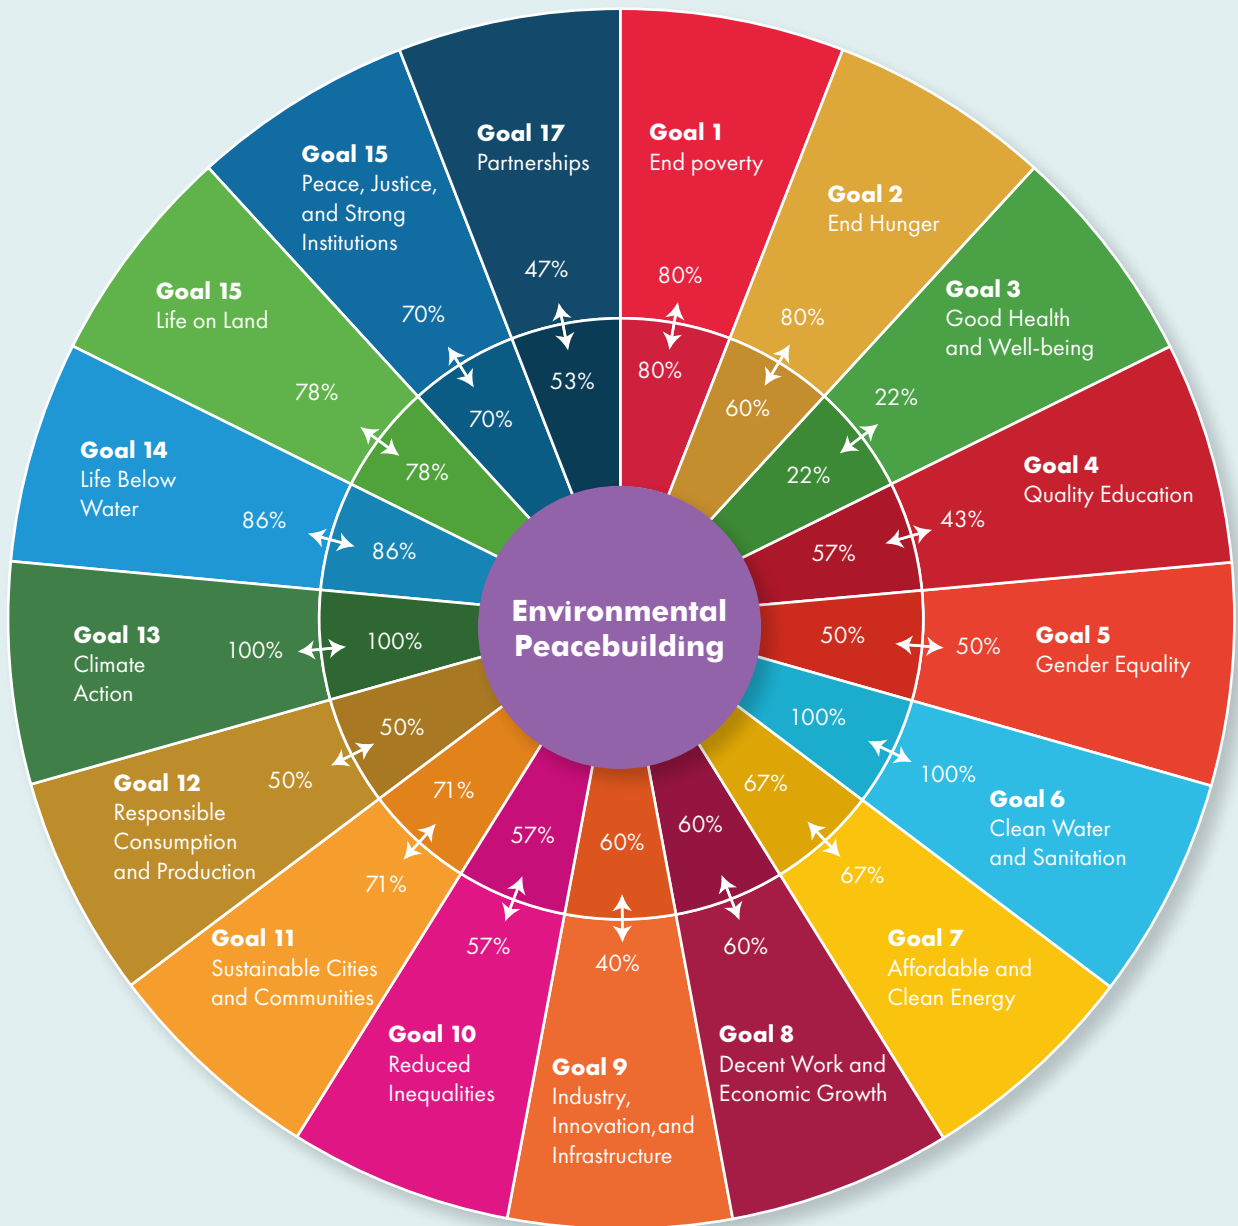 Goal 1
End poverty
80%
80%
Goal 2
End Hunger
80%
60%
Goal 3
Good Health
and Well-being
22%
22%
Goal 4
Quality Education
43%
57%
Goal 5
Gender Equality
50%
50%
Goal 6
Clean Water
and Sanitation
100%
100%
Goal 7
Affordable and
Clean Energy
67%
67%
Goal 8
Decent Work and
Economic Growth
60%
60%
Goal 9
Industry,
Innovation,and
Infrastructure
40%
60%
Goal 10
Reduced
Inequalities
57%
57%
Goal 11
Sustainable Cities
and Communities
71%
71%
Goal 12
Responsible
Consumption
and Production
50%
50%
Goal 13
Climate
Action
100%
100%
Goal 14
Life Below
Water
86%
86%
Goal 15
Life on Land
78%
78%
Goal 15
Peace, Justice,
and Strong
Institutions
70%
70%
Goal 17
Partnerships
47%
53%
Environmental
Peacebuilding